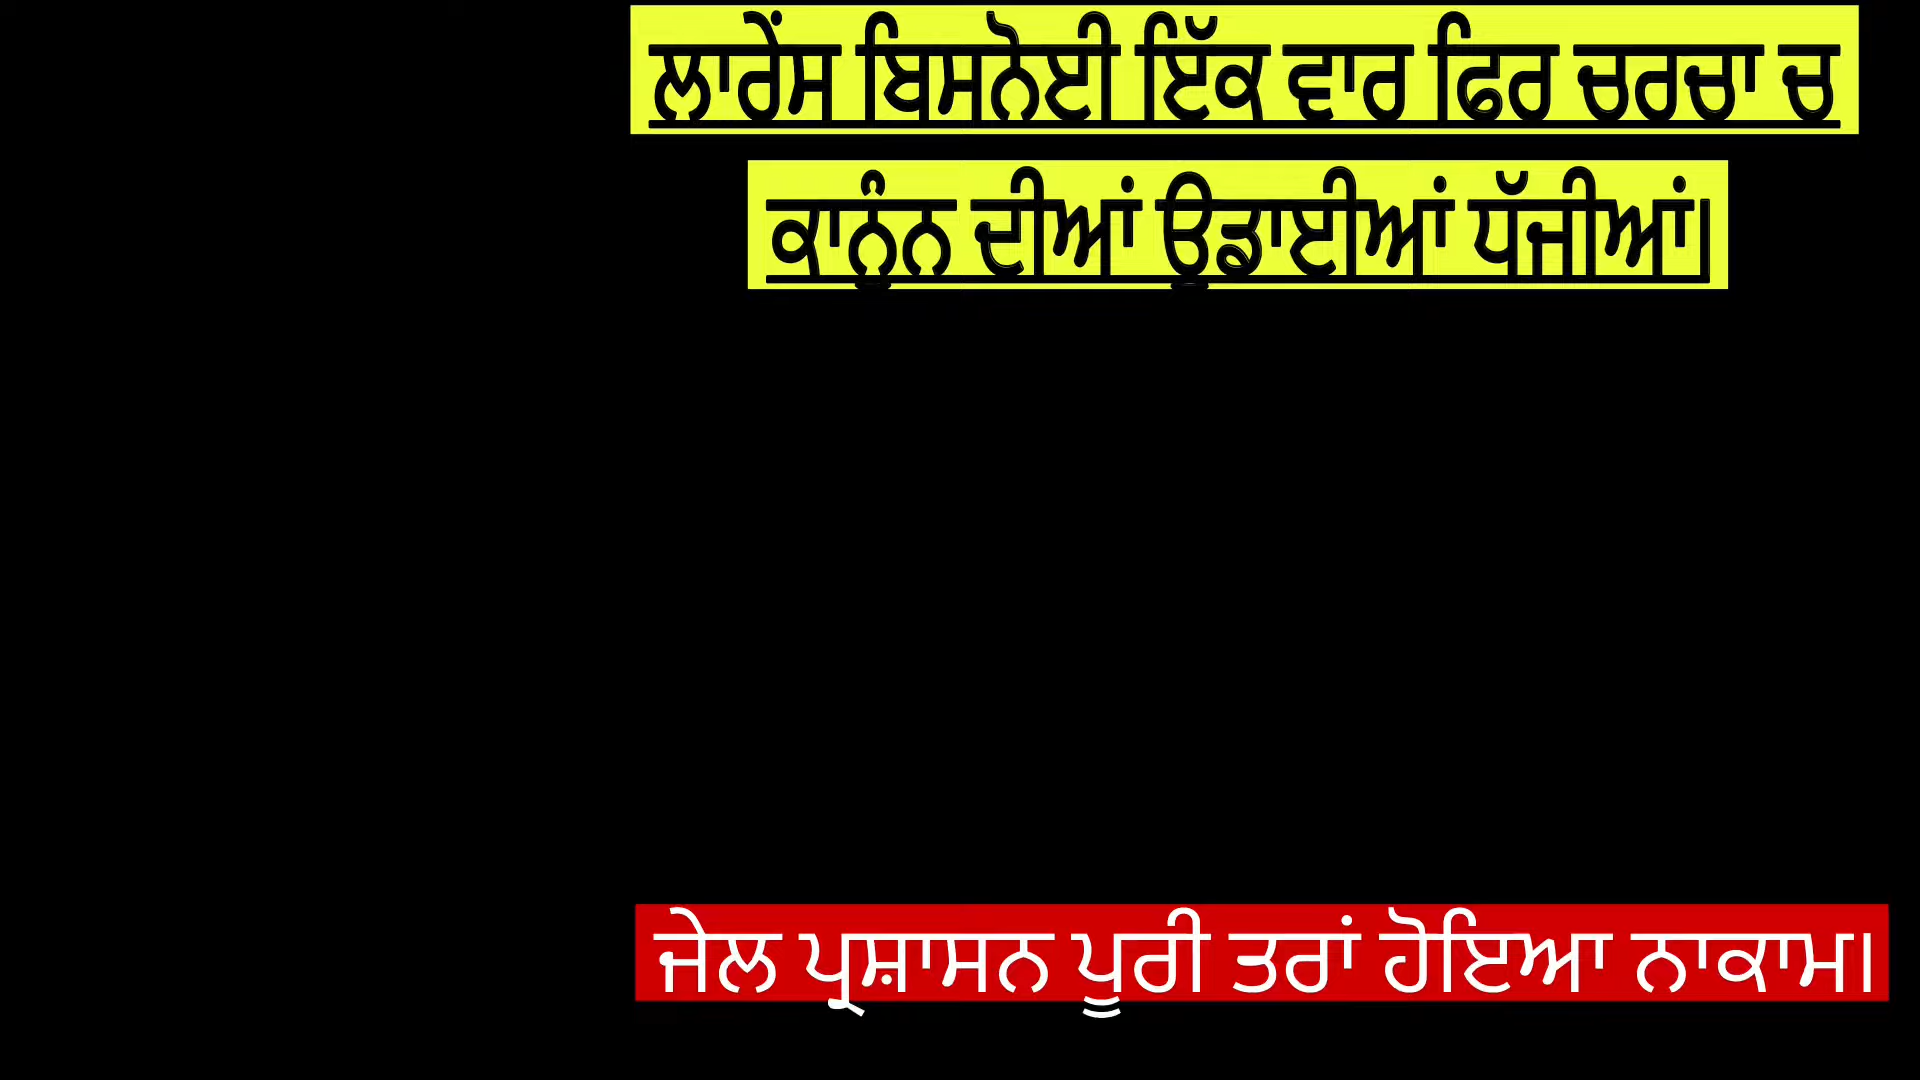 ਲਾਰੇਂਸ ਬਿਸਨੋਈ ਇੱਕ ਵਾਰ ਫਿਰ ਚਰਚਾ ਚ
ਕਾਨੂੰਨ ਦੀਆਂ ਉਡਾਈਆਂ ਧੱਜੀਆਂ।
ਜੇਲ ਪ੍ਰਸ਼ਾਸਨ ਪੂਰੀ ਤਰਾਂ ਹੋਇਆ ਨਾਕਾਮ।